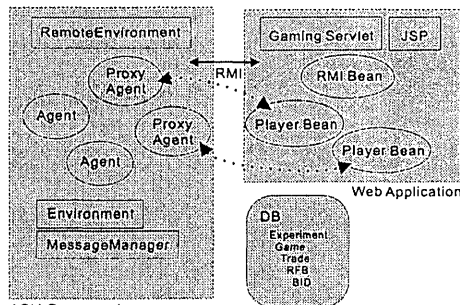 RemoteEnvironment
Proxy
Agent
Agent
Proxy
Agent
Agent
Environment
MessageManager
RMI
Gaming Servlet
JSP
RMI Bean
Player Bean
Player Bean
Web Application
DB
Experiment
Game
Trade
RFB
BID